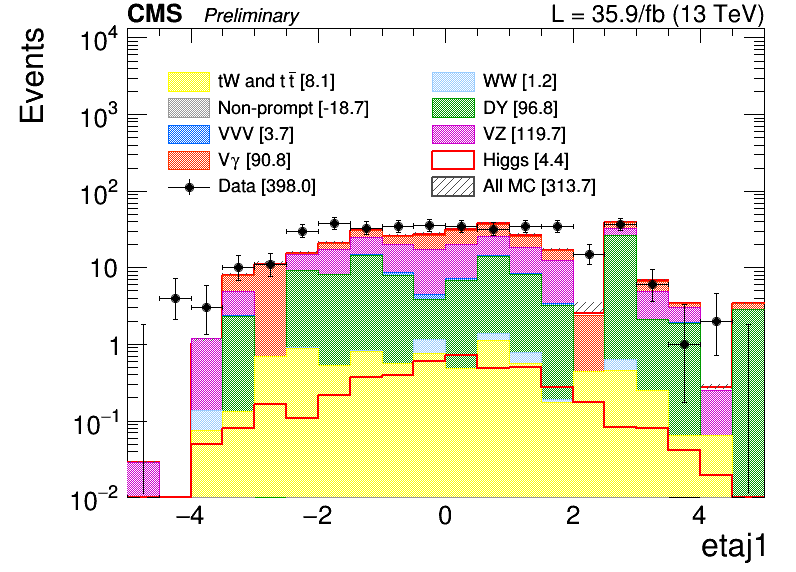 CMS Preliminary L = 35.9/fb (13 TeV)
Events
10⁴
10³
10²
10
1
10⁻¹
10⁻²
tW and t t̄ [8.1] WW [1.2]
Non-prompt [-18.7] DY [96.8]
VVV [3.7] VZ [119.7]
Vγ [90.8] Higgs [4.4]
Data [398.0] All MC [313.7]
−4 −2 0 2 4
etaj1